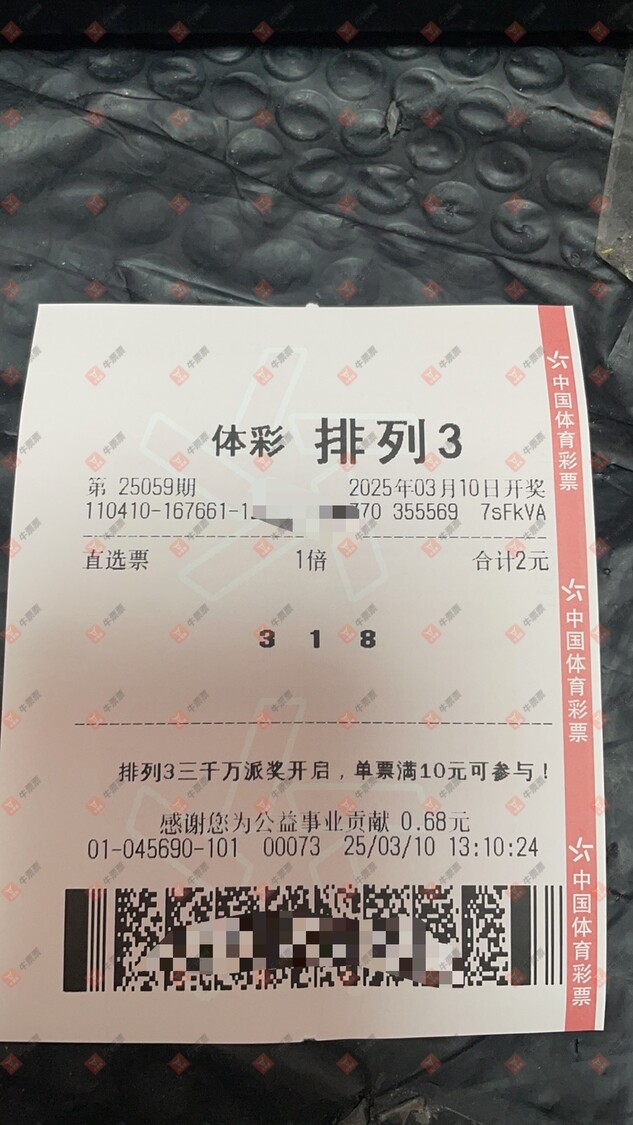 体彩 排列3
第 25059期 2025年03月10日开奖
110410-167661-1 370 355569 7sFkVA
直选票 1倍 合计2元
3 1 8
排列3三千万派奖开启，单票满10元可参与！
感谢您为公益事业贡献 0.68元
01-045690-101 00073 25/03/10 13:10:24
中国体育彩票
中国体育彩票
中国体育彩票
牛票票